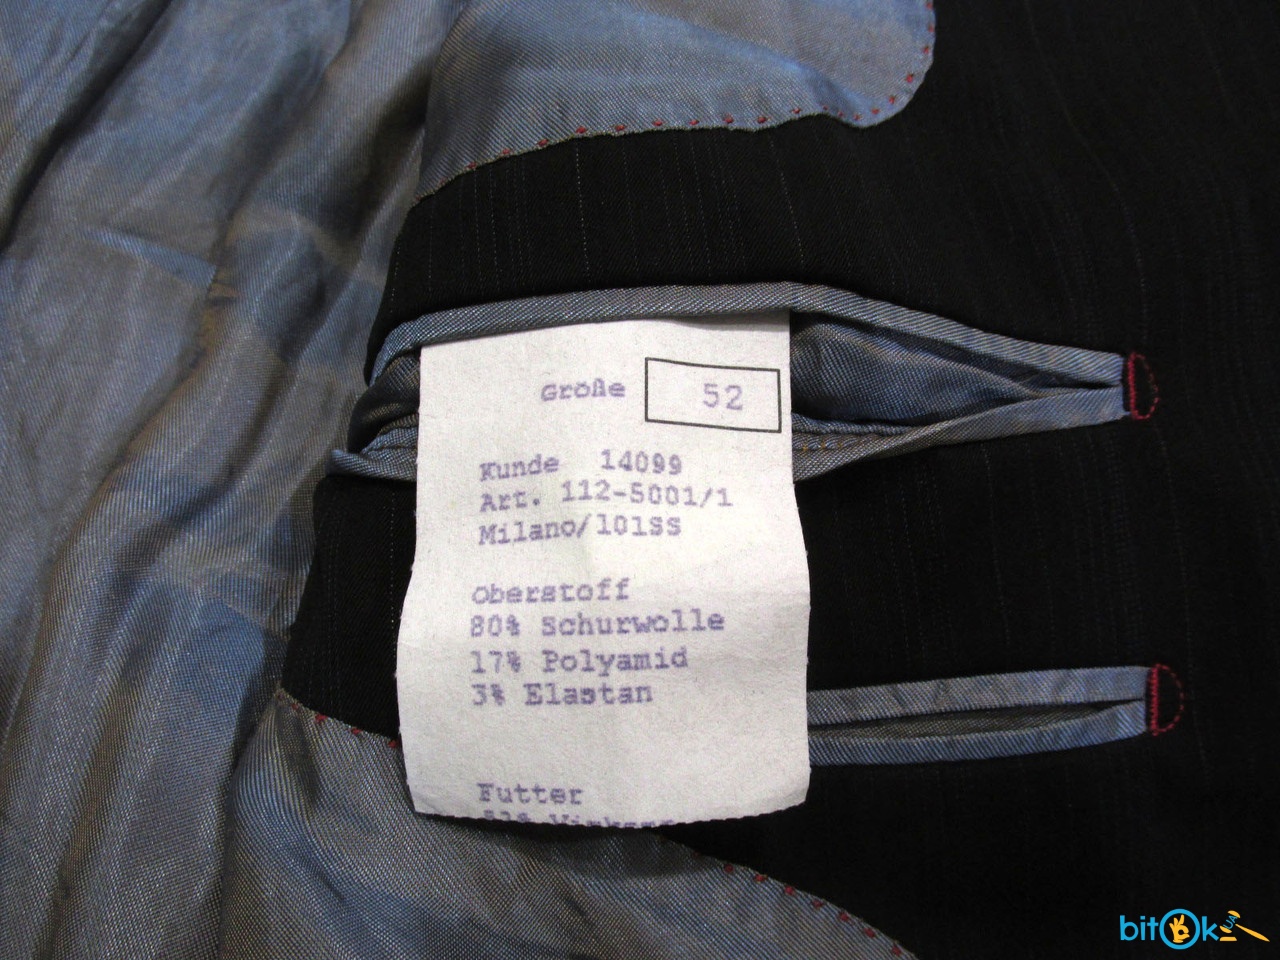 Größe 52
Kunde 14099
Art. 112-5001/1
Milano/101SS
Oberstoff
80% Schurwolle
17% Polyamid
3% Elastan
Futter
bitOk UA